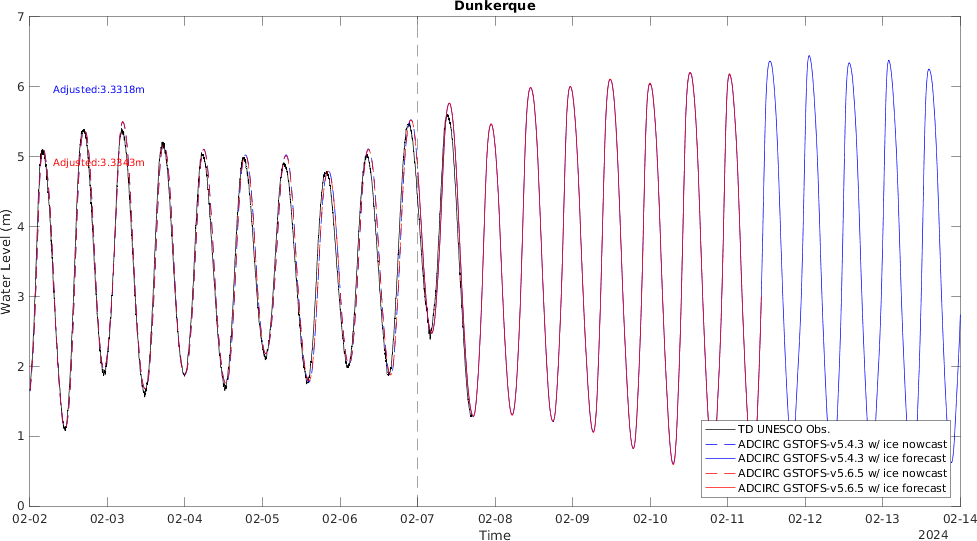 Dunkerque
7
6
5
4
3
2
1
0
Water Level (m)
Adjusted:3.3318m
Adjusted:3.3343m
TD UNESCO Obs.
ADCIRC GSTOFS-v5.4.3 w/ ice nowcast
ADCIRC GSTOFS-v5.4.3 w/ ice forecast
ADCIRC GSTOFS-v5.6.5 w/ ice nowcast
ADCIRC GSTOFS-v5.6.5 w/ ice forecast
02-02 02-03 02-04 02-05 02-06 02-07 02-08 02-09 02-10 02-11 02-12 02-13 02-14
Time
2024